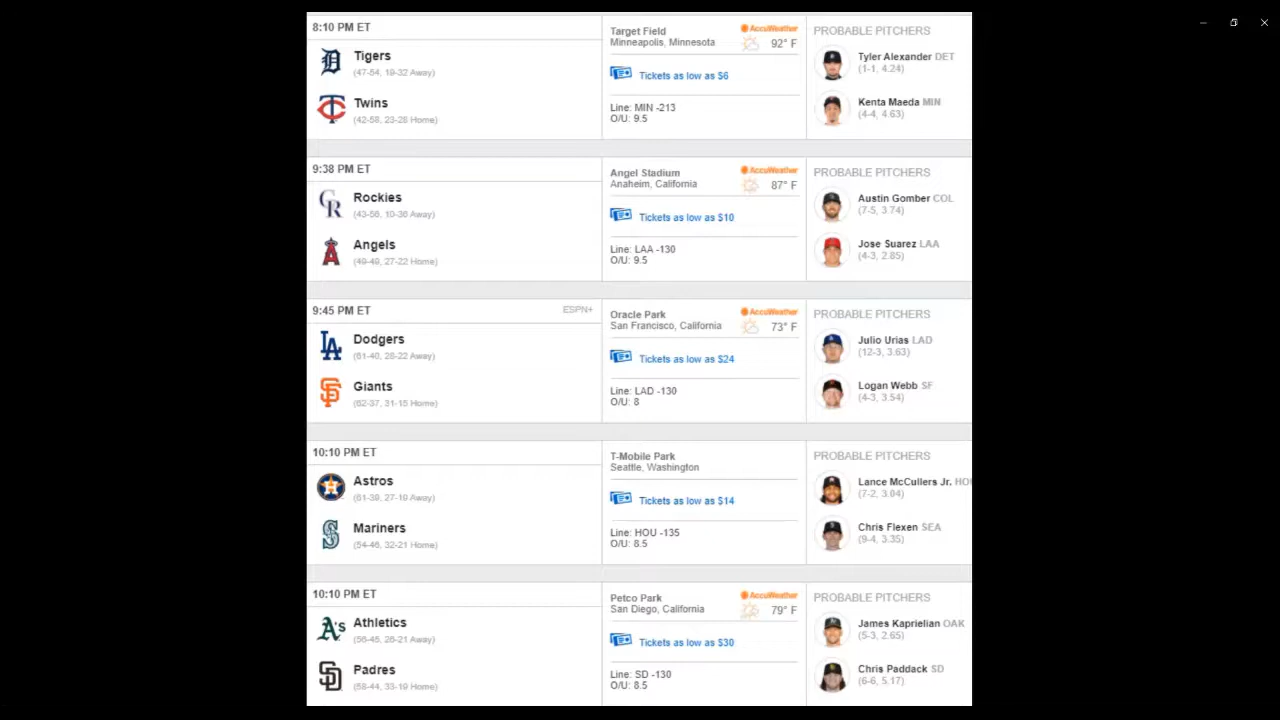 8:10 PM ET
Tigers
(47-54, 19-32 Away)
Twins
(42-58, 23-28 Home)
Target Field
Minneapolis, Minnesota
AccuWeather
92° F
Tickets as low as $6
Line: MIN -213
O/U: 9.5
PROBABLE PITCHERS
Tyler Alexander DET
(1-1, 4.24)
Kenta Maeda MIN
(4-4, 4.63)
9:38 PM ET
Rockies
(43-56, 10-36 Away)
Angels
(49-49, 27-22 Home)
Angel Stadium
Anaheim, California
AccuWeather
87° F
Tickets as low as $10
Line: LAA -130
O/U: 9.5
PROBABLE PITCHERS
Austin Gomber COL
(7-5, 3.74)
Jose Suarez LAA
(4-3, 2.85)
9:45 PM ET
ESPN+
Dodgers
(61-40, 28-22 Away)
Giants
(62-37, 31-15 Home)
Oracle Park
San Francisco, California
AccuWeather
73° F
Tickets as low as $24
Line: LAD -130
O/U: 8
PROBABLE PITCHERS
Julio Urias LAD
(12-3, 3.63)
Logan Webb SF
(4-3, 3.54)
10:10 PM ET
Astros
(61-39, 27-19 Away)
Mariners
(54-46, 32-21 Home)
T-Mobile Park
Seattle, Washington
Tickets as low as $14
Line: HOU -135
O/U: 8.5
PROBABLE PITCHERS
Lance McCullers Jr. HO
(7-2, 3.04)
Chris Flexen SEA
(9-4, 3.35)
10:10 PM ET
Athletics
(56-45, 26-21 Away)
Padres
(58-44, 33-19 Home)
Petco Park
San Diego, California
AccuWeather
79° F
Tickets as low as $30
Line: SD -130
O/U: 8.5
PROBABLE PITCHERS
James Kaprielian OAK
(5-3, 2.65)
Chris Paddack SD
(6-6, 5.17)